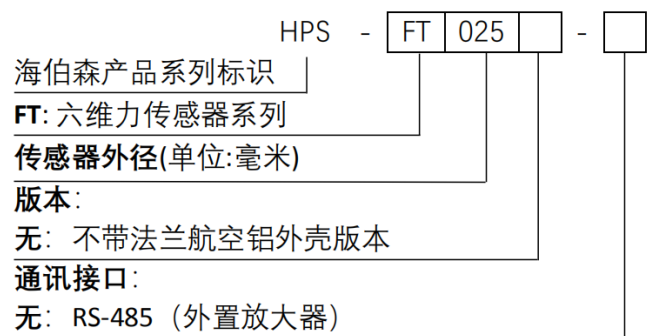 HPS - FT 025 -
海伯森产品系列标识
FT: 六维力传感器系列
传感器外径(单位:毫米)
版本：
无：不带法兰航空铝外壳版本
通讯接口：
无：RS-485（外置放大器）